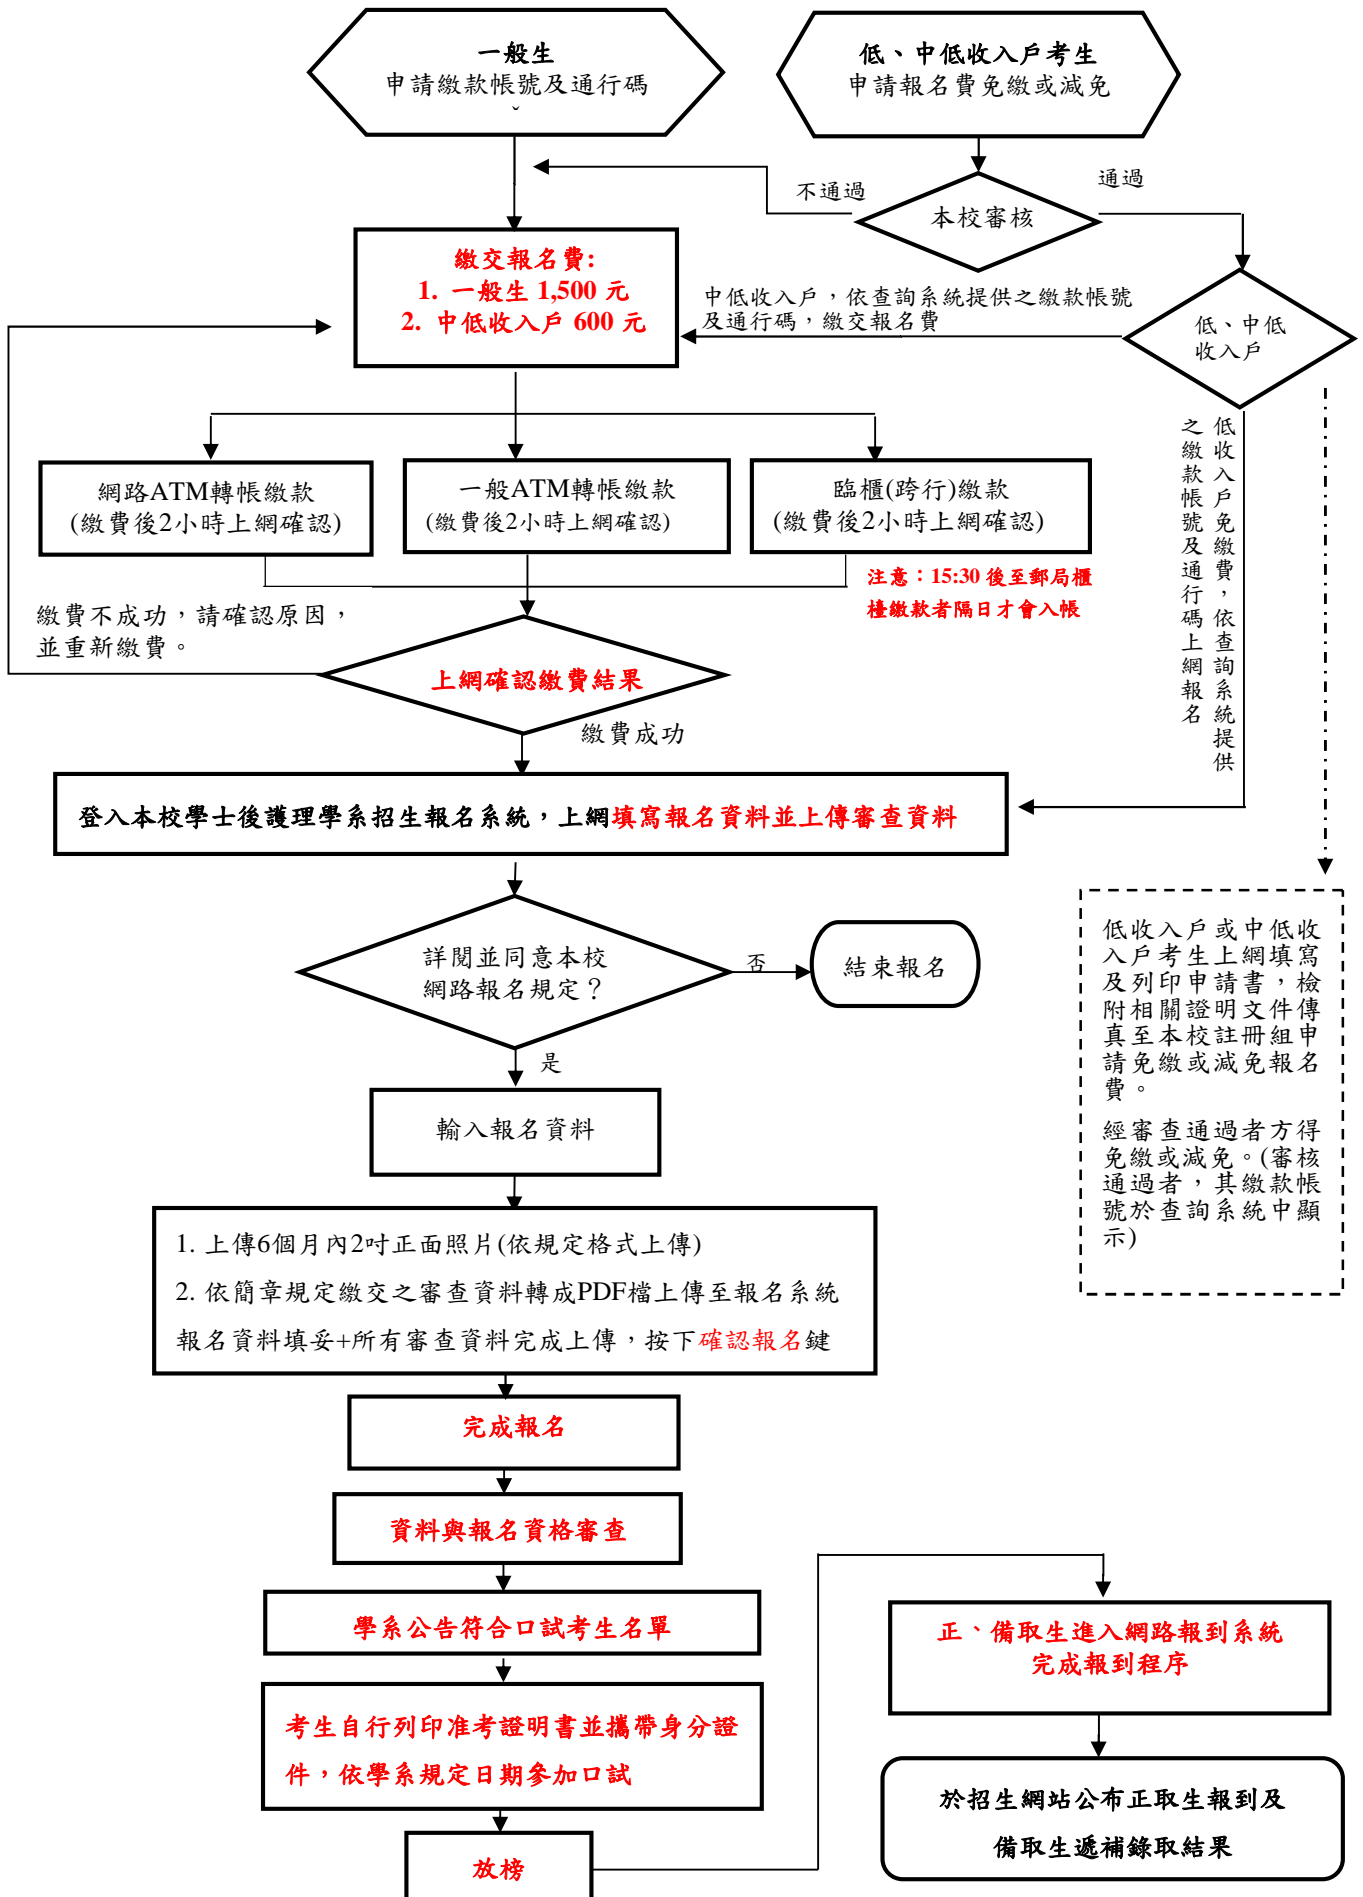 一般生
申請繳款帳號及通行碼
低、中低收入戶考生
申請報名費免繳或減免
不通過
通過
本校審核
繳交報名費:
1. 一般生 1,500 元
2. 中低收入戶 600 元
中低收入戶，依查詢系統提供之繳款帳號
及通行碼，繳交報名費
低、中低
收入戶
低收入戶免繳費，依查詢系統提供
之繳款帳號及通行碼上網報名
網路ATM轉帳繳款
(繳費後2小時上網確認)
一般ATM轉帳繳款
(繳費後2小時上網確認)
臨櫃(跨行)繳款
(繳費後2小時上網確認)
注意：15:30 後至郵局櫃
檯繳款者隔日才會入帳
繳費不成功，請確認原因，
並重新繳費。
上網確認繳費結果
繳費成功
登入本校學士後護理學系招生報名系統，上網填寫報名資料並上傳審查資料
詳閱並同意本校
網路報名規定？
否
結束報名
是
低收入戶或中低收
入戶考生上網填寫
及列印申請書，檢
附相關證明文件傳
真至本校註冊組申
請免繳或減免報名
費。
經審查通過者方得
免繳或減免。(審核
通過者，其繳款帳
號於查詢系統中顯
示)
輸入報名資料
1. 上傳6個月內2吋正面照片(依規定格式上傳)
2. 依簡章規定繳交之審查資料轉成PDF檔上傳至報名系統
報名資料填妥+所有審查資料完成上傳，按下確認報名鍵
完成報名
資料與報名資格審查
學系公告符合口試考生名單
考生自行列印准考證明書並攜帶身分證
件，依學系規定日期參加口試
放榜
正、備取生進入網路報到系統
完成報到程序
於招生網站公布正取生報到及
備取生遞補錄取結果